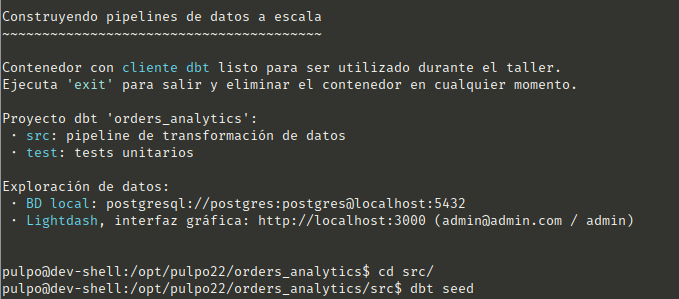 Construyendo pipelines de datos a escala
~~~~~~~~~~~~~~~~~~~~~~~~~~~~~~~~~~~~~~~~
Contenedor con cliente dbt listo para ser utilizado durante el taller.
Ejecuta 'exit' para salir y eliminar el contenedor en cualquier momento.
Proyecto dbt 'orders_analytics':
· src: pipeline de transformación de datos
· test: tests unitarios
Exploración de datos:
· BD local: postgresql://postgres:postgres@localhost:5432
· Lightdash, interfaz gráfica: http://localhost:3000 (admin@admin.com / admin)
pulpo@dev-shell:/opt/pulpo22/orders_analytics$ cd src/
pulpo@dev-shell:/opt/pulpo22/orders_analytics/src$ dbt seed